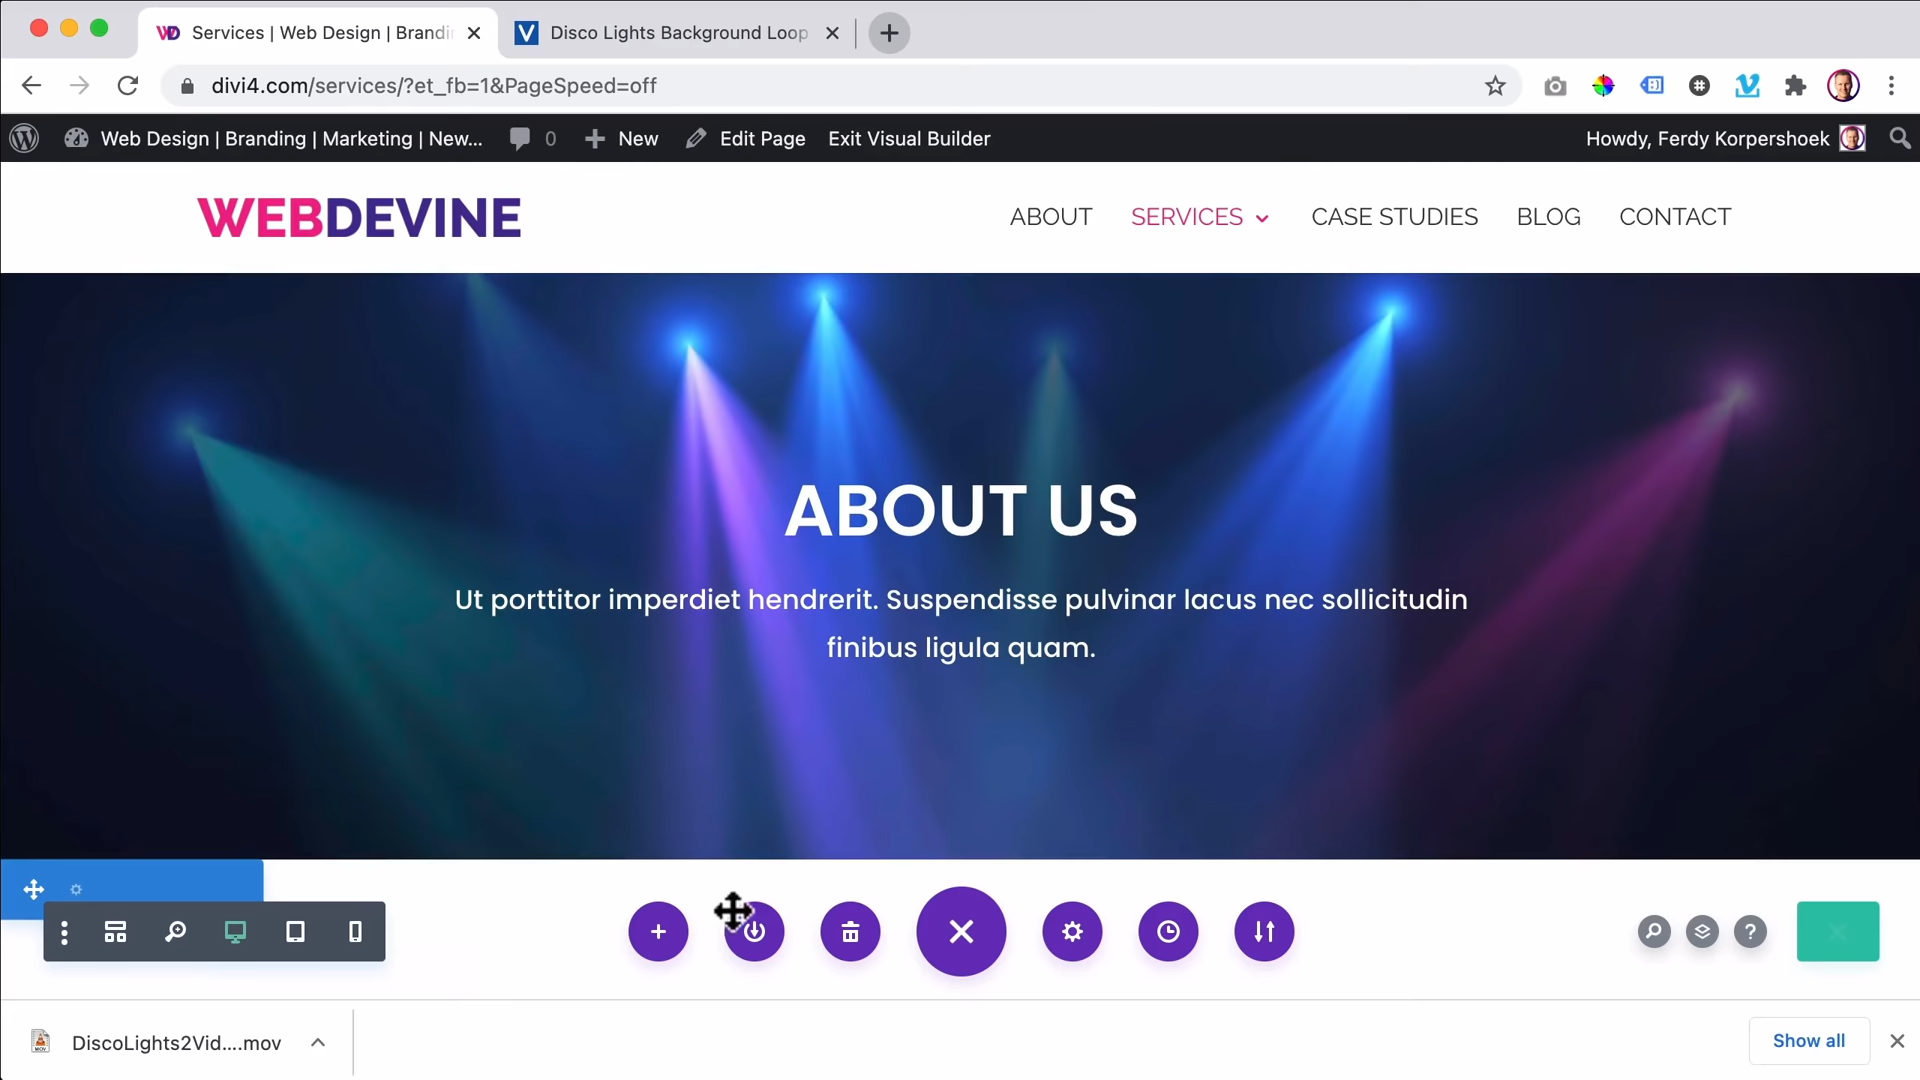 Services | Web Design | Brandi
Disco Lights Background Loop
divi4.com/services/?et_fb=1&PageSpeed=off
Web Design | Branding | Marketing | New... 0 New Edit Page Exit Visual Builder Howdy, Ferdy Korpershoek
WEBDEVINE
ABOUT SERVICES CASE STUDIES BLOG CONTACT
ABOUT US
Ut porttitor imperdiet hendrerit. Suspendisse pulvinar lacus nec sollicitudin
finibus ligula quam.
DiscoLights2Vid....mov
Show all